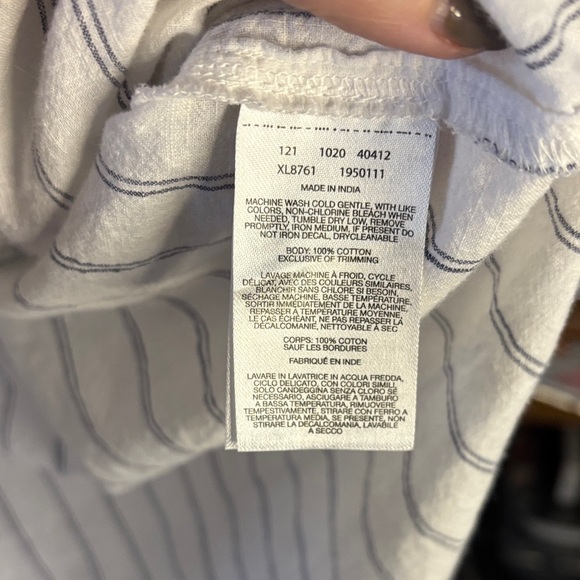 121 1020 40412
XL8761 1950111
MADE IN INDIA
MACHINE WASH COLD GENTLE, WITH LIKE
COLORS, NON-CHLORINE BLEACH WHEN
NEEDED, TUMBLE DRY LOW, REMOVE
PROMPTLY, IRON MEDIUM, IF PRESENT DO
NOT IRON DECAL, DRYCLEANABLE
BODY: 100% COTTON
EXCLUSIVE OF TRIMMING
LAVAGE MACHINE À FROID, CYCLE
DÉLICAT, AVEC DES COULEURS SIMILAIRES,
BLANCHIR SANS CHLORE SI BESOIN,
SÉCHAGE MACHINE, BASSE TEMPÉRATURE,
SORTIR IMMÉDIATEMENT DE LA MACHINE,
REPASSER À TEMPÉRATURE MOYENNE,
LE CAS ÉCHÉANT, NE PAS REPASSER LA
DÉCALCOMANIE, NETTOYABLE À SEC
CORPS: 100% COTON
SAUF LES BORDURES
FABRIQUÉ EN INDE
LAVARE IN LAVATRICE IN ACQUA FREDDA,
CICLO DELICATO, CON COLORI SIMILI,
SOLO CANDEGGINA SENZA CLORO SE
NECESSARIO, ASCIUGARE A TAMBURO
A BASSA TEMPERATURA, RIMUOVERE
TEMPESTIVAMENTE, STIRARE CON FERRO A
TEMPERATURA MEDIA, SE PRESENTE, NON
STIRARE LA DECALCOMANIA, LAVABILE
A SECCO